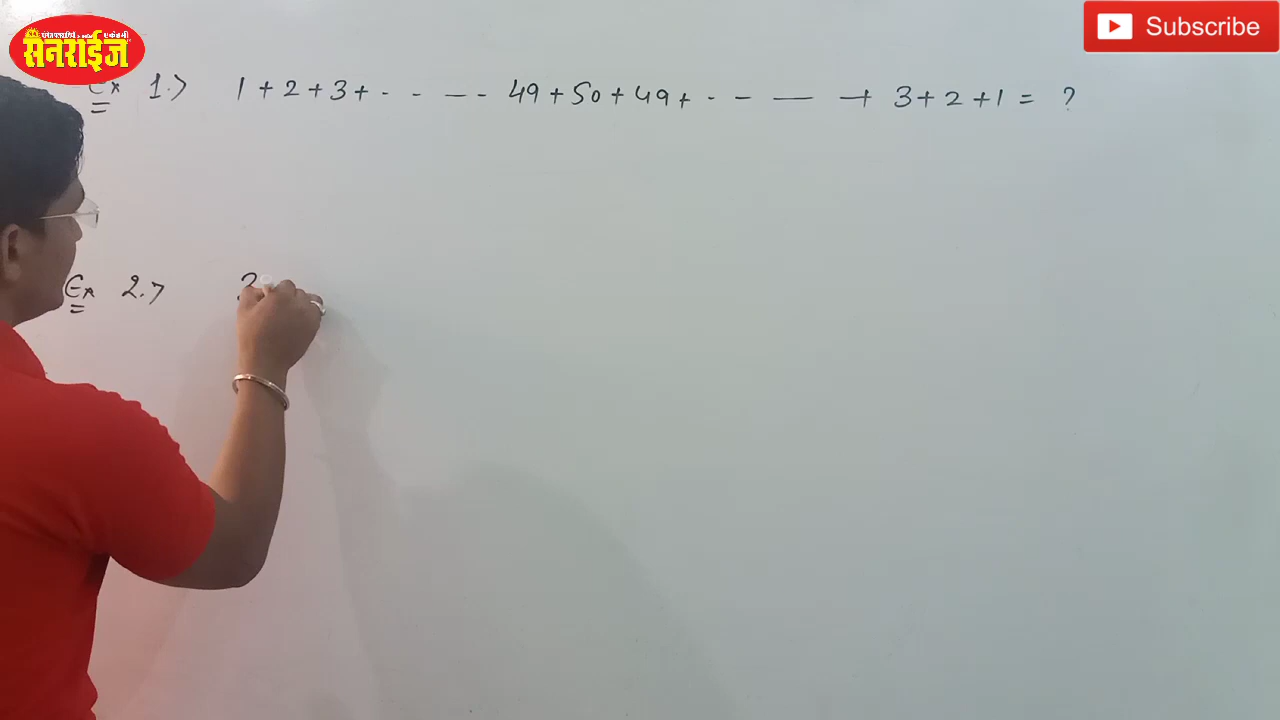 सनराईज
Subscribe
Ex 1.> 1 + 2 + 3 + - - -- - 49 + 50 + 49 + - - — + 3 + 2 + 1 = ?
Ex 2.>